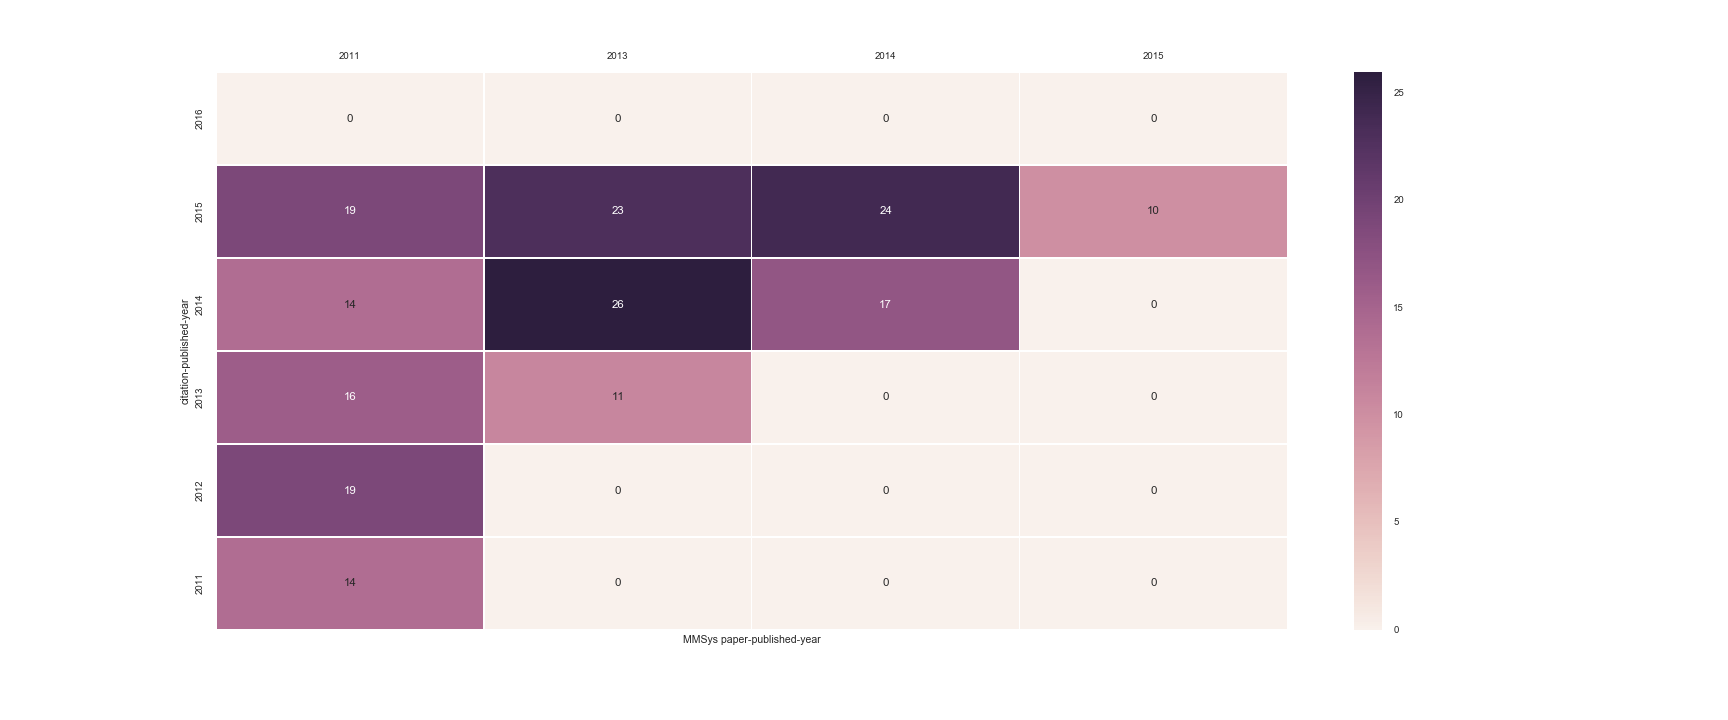 2011 2013 2014 2015
2016 0 0 0 0
2015 19 23 24 10
2014 14 26 17 0
2013 16 11 0 0
2012 19 0 0 0
2011 14 0 0 0
citation-published-year
MMSys paper-published-year
25
20
15
10
5
0